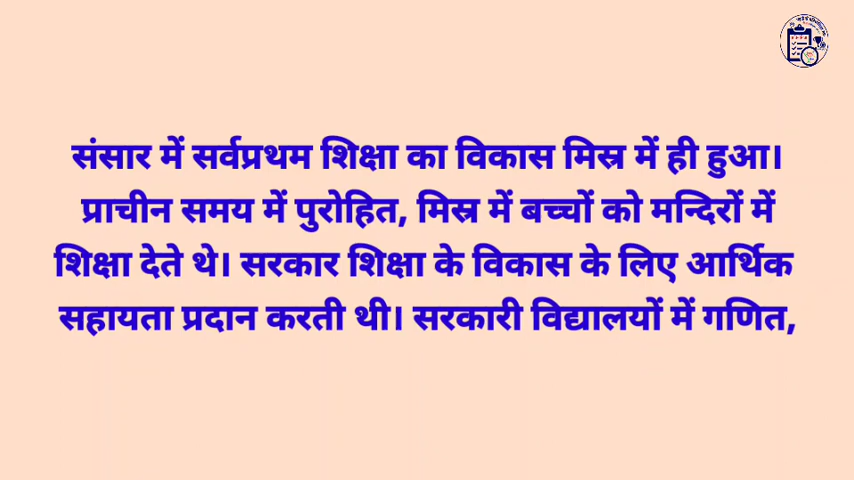 संसार में सर्वप्रथम शिक्षा का विकास मिस्र में ही हुआ।
प्राचीन समय में पुरोहित, मिस्र में बच्चों को मन्दिरों में
शिक्षा देते थे। सरकार शिक्षा के विकास के लिए आर्थिक
सहायता प्रदान करती थी। सरकारी विद्यालयों में गणित,